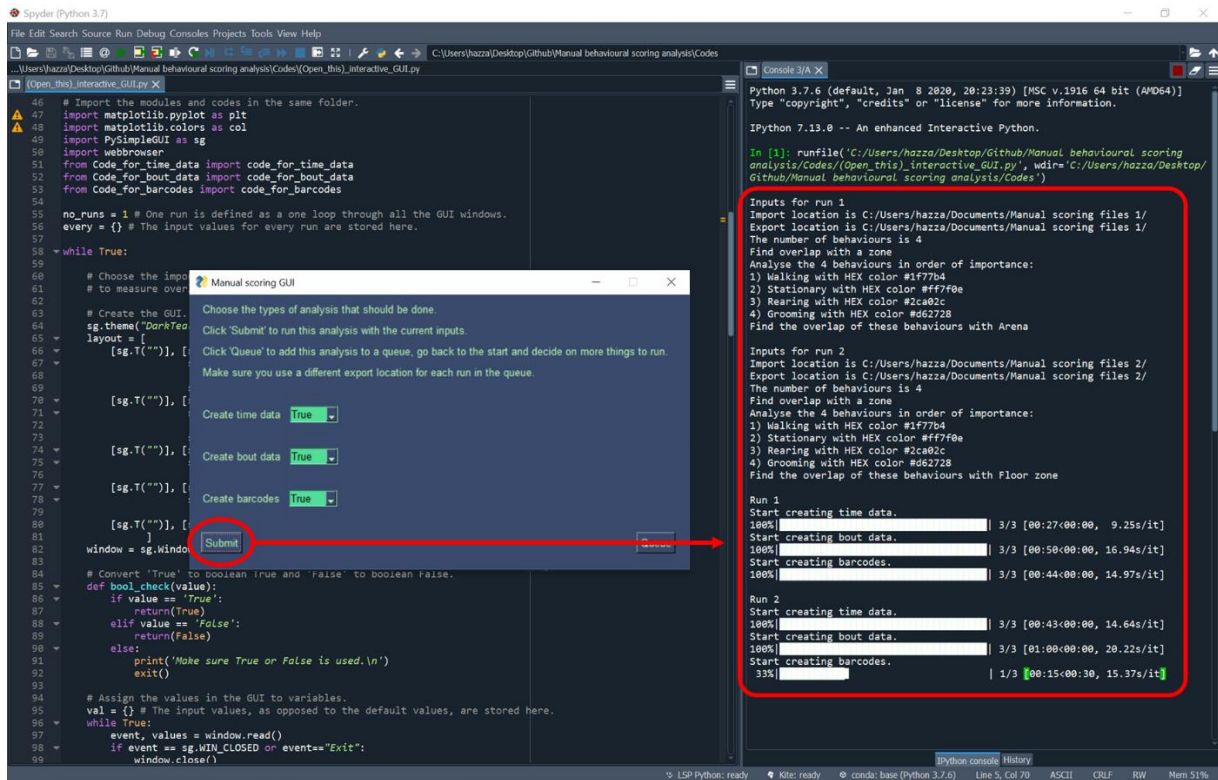 Spyder (Python 3.7)
File Edit Search Source Run Debug Consoles Projects Tools View Help
C:\Users\hazza\Desktop\Github\Manual behavioural scoring analysis\Codes
...\Users\hazza\Desktop\Github\Manual behavioural scoring analysis\Codes\(Open_this)_interactive_GUI.py
(Open_this)_interactive_GUI.py
46 # Import the modules and codes in the same folder.
47 import matplotlib.pyplot as plt
48 import matplotlib.colors as col
49 import PySimpleGUI as sg
50 import webbrowser
51 from Code_for_time_data import code_for_time_data
52 from Code_for_bout_data import code_for_bout_data
53 from Code_for_barcodes import code_for_barcodes
54
55 no_runs = 1 # One run is defined as a one loop through all the GUI windows.
56 every = {} # The input values for every run are stored here.
57
58 while True:
59
60 # Choose the impo
61 # to measure over
62
63 # Create the GUI.
64 sg.theme("DarkTea
65 layout = [
66 [sg.T("")], [
67
68
69
70 [sg.T("")], [
71
72
73
74 [sg.T("")], [
75
76
77 [sg.T("")], [
78
79
80 [sg.T("")], [
81 ]
82 window = sg.Windo
83
84 # Convert 'True' to boolean True and 'False' to boolean False.
85 def bool_check(value):
86 if value == 'True':
87 return(True)
88 elif value == 'False':
89 return(False)
90 else:
91 print('Make sure True or False is used.\n')
92 exit()
93
94 # Assign the values in the GUI to variables.
95 val = {} # The input values, as opposed to the default values, are stored here.
96 while True:
97 event, values = window.read()
98 if event == sg.WIN_CLOSED or event=="Exit":
99 window.close()
Manual scoring GUI
Choose the types of analysis that should be done.
Click 'Submit' to run this analysis with the current inputs.
Click 'Queue' to add this analysis to a queue, go back to the start and decide on more things to run.
Make sure you use a different export location for each run in the queue.
Create time data True
Create bout data True
Create barcodes True
Submit Queue
Console 3/A
Python 3.7.6 (default, Jan 8 2020, 20:23:39) [MSC v.1916 64 bit (AMD64)]
Type "copyright", "credits" or "license" for more information.
IPython 7.13.0 -- An enhanced Interactive Python.
In [1]: runfile('C:/Users/hazza/Desktop/Github/Manual behavioural scoring
analysis/Codes/(Open_this)_interactive_GUI.py', wdir='C:/Users/hazza/Desktop/
Github/Manual behavioural scoring analysis/Codes')
Inputs for run 1
Import location is C:/Users/hazza/Documents/Manual scoring files 1/
Export location is C:/Users/hazza/Documents/Manual scoring files 1/
The number of behaviours is 4
Find overlap with a zone
Analyse the 4 behaviours in order of importance:
1) Walking with HEX color #1f77b4
2) Stationary with HEX color #ff7f0e
3) Rearing with HEX color #2ca02c
4) Grooming with HEX color #d62728
Find the overlap of these behaviours with Arena
Inputs for run 2
Import location is C:/Users/hazza/Documents/Manual scoring files 2/
Export location is C:/Users/hazza/Documents/Manual scoring files 2/
The number of behaviours is 4
Find overlap with a zone
Analyse the 4 behaviours in order of importance:
1) Walking with HEX color #1f77b4
2) Stationary with HEX color #ff7f0e
3) Rearing with HEX color #2ca02c
4) Grooming with HEX color #d62728
Find the overlap of these behaviours with Floor zone
Run 1
Start creating time data.
100%| | 3/3 [00:27<00:00, 9.25s/it]
Start creating bout data.
100%| | 3/3 [00:50<00:00, 16.94s/it]
Start creating barcodes.
100%| | 3/3 [00:44<00:00, 14.97s/it]
Run 2
Start creating time data.
100%| | 3/3 [00:43<00:00, 14.64s/it]
Start creating bout data.
100%| | 3/3 [01:00<00:00, 20.22s/it]
Start creating barcodes.
33%| | 1/3 [00:15<00:30, 15.37s/it]
IPython console History
LSP Python: ready Kite: ready conda: base (Python 3.7.6) Line 5, Col 70 ASCII CRLF RW Mem 51%